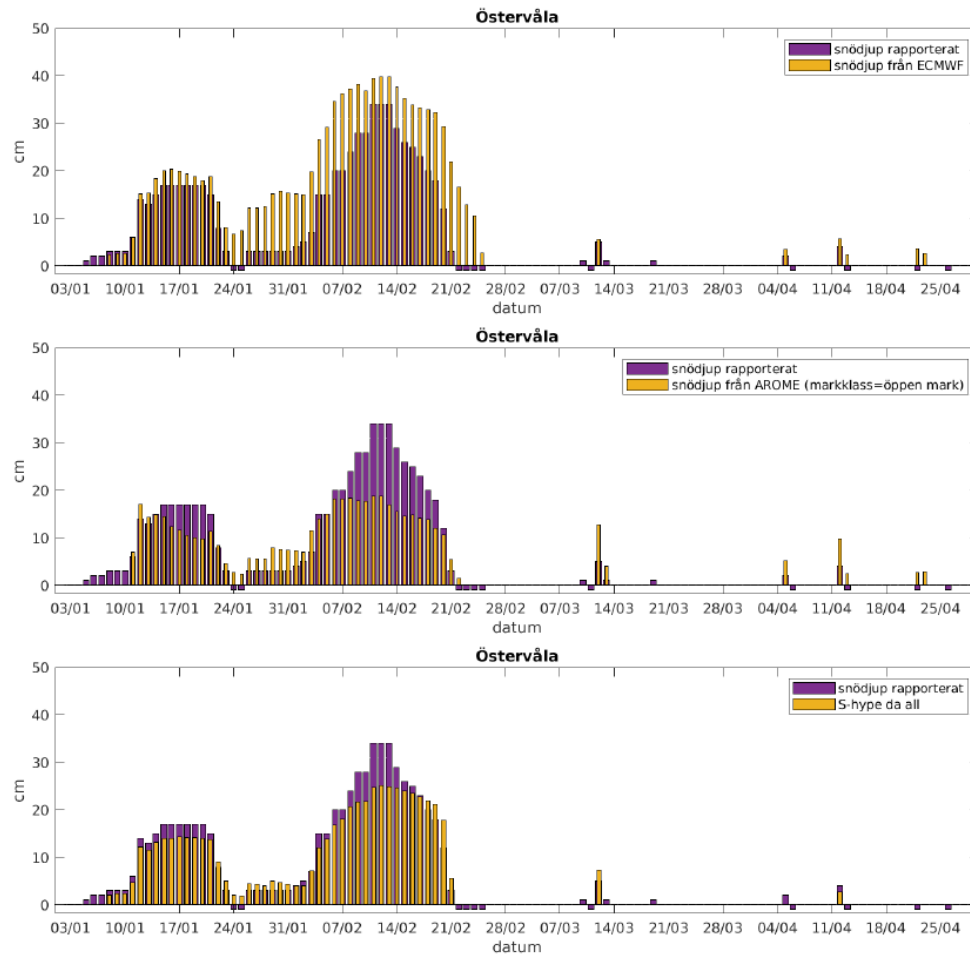 Östervåla
50
40
30
20
10
0
cm
snödjup rapporterat
snödjup från ECMWF
03/01 10/01 17/01 24/01 31/01 07/02 14/02 21/02 28/02 07/03 14/03 21/03 28/03 04/04 11/04 18/04 25/04
datum
Östervåla
50
40
30
20
10
0
cm
snödjup rapporterat
snödjup från AROME (markklass=öppen mark)
03/01 10/01 17/01 24/01 31/01 07/02 14/02 21/02 28/02 07/03 14/03 21/03 28/03 04/04 11/04 18/04 25/04
datum
Östervåla
50
40
30
20
10
0
cm
snödjup rapporterat
S-hype da all
03/01 10/01 17/01 24/01 31/01 07/02 14/02 21/02 28/02 07/03 14/03 21/03 28/03 04/04 11/04 18/04 25/04
datum